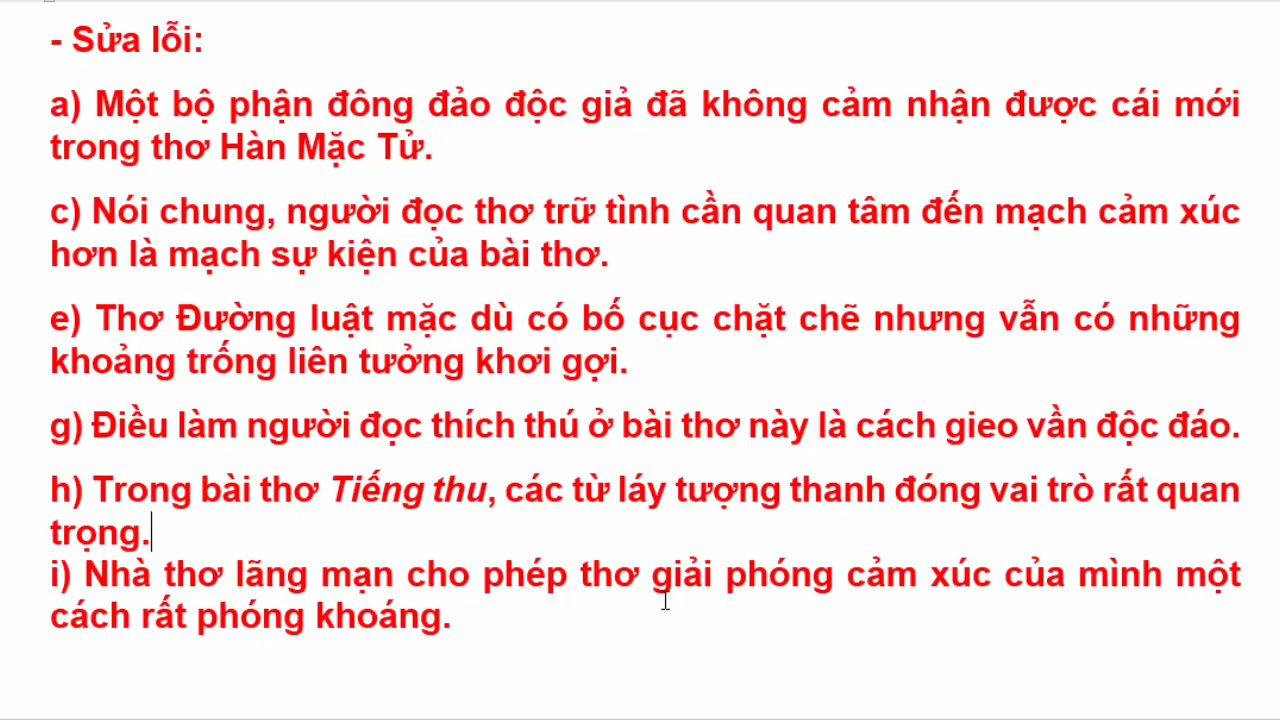 - Sửa lỗi:
a) Một bộ phận đông đảo độc giả đã không cảm nhận được cái mới
trong thơ Hàn Mặc Tử.
c) Nói chung, người đọc thơ trữ tình cần quan tâm đến mạch cảm xúc
hơn là mạch sự kiện của bài thơ.
e) Thơ Đường luật mặc dù có bố cục chặt chẽ nhưng vẫn có những
khoảng trống liên tưởng khơi gợi.
g) Điều làm người đọc thích thú ở bài thơ này là cách gieo vần độc đáo.
h) Trong bài thơ Tiếng thu, các từ láy tượng thanh đóng vai trò rất quan
trọng.
i) Nhà thơ lãng mạn cho phép thơ giải phóng cảm xúc của mình một
cách rất phóng khoáng.